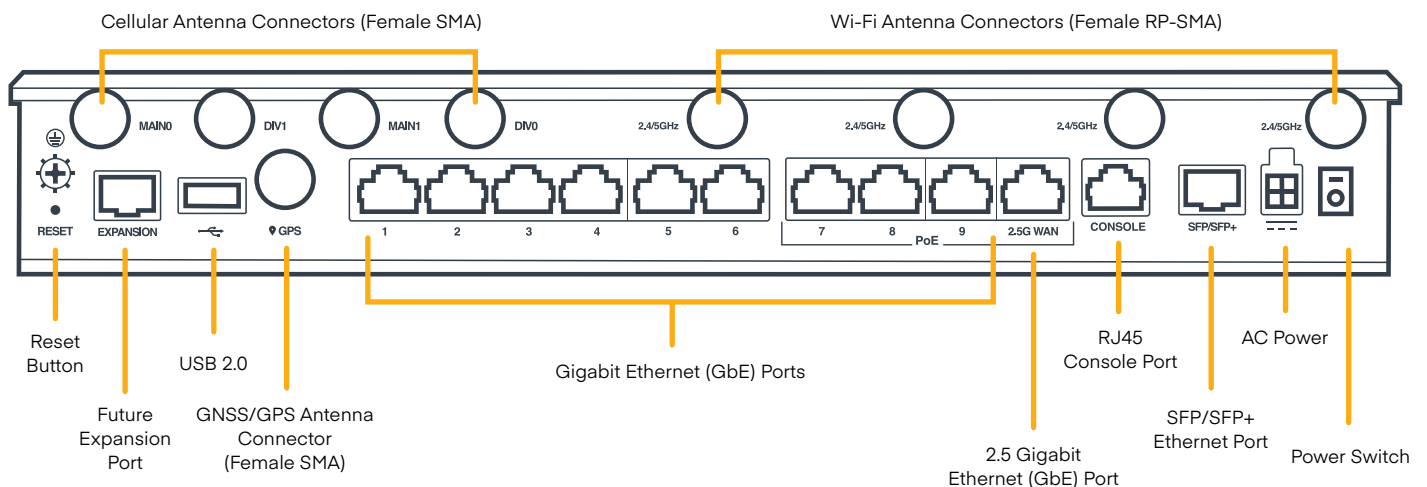 Cellular Antenna Connectors (Female SMA)
Wi-Fi Antenna Connectors (Female RP-SMA)
MAIN0
DIV1
MAIN1
DIV0
2.4/5GHz
2.4/5GHz
2.4/5GHz
2.4/5GHz
RESET
EXPANSION
GPS
1
2
3
4
5
6
7
8
9
2.5G WAN
PoE
CONSOLE
SFP/SFP+
Reset
Button
Future
Expansion
Port
USB 2.0
GNSS/GPS Antenna
Connector
(Female SMA)
Gigabit Ethernet (GbE) Ports
2.5 Gigabit
Ethernet (GbE) Port
RJ45
Console Port
SFP/SFP+
Ethernet Port
AC Power
Power Switch